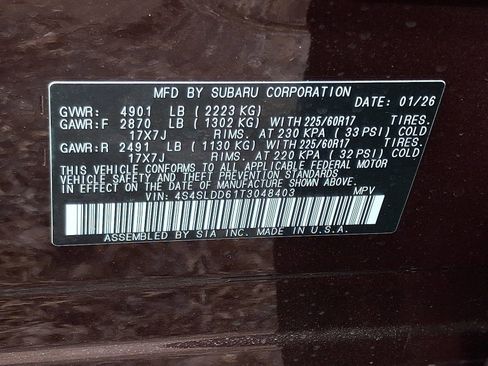 MFD BY SUBARU CORPORATION
DATE: 01/26
GVWR: 4901 LB (2223 KG)
GAWR:F 2870 LB (1302 KG) WITH 225/60R17 TIRES.
17X7J RIMS. AT 230 KPA (33 PSI) COLD
GAWR:R 2491 LB (1130 KG) WITH 225/60R17 TIRES.
17X7J RIMS. AT 220 KPA (32 PSI) COLD
THIS VEHICLE CONFORMS TO ALL APPLICABLE FEDERAL MOTOR
VEHICLE SAFETY AND THEFT PREVENTION STANDARDS
IN EFFECT ON THE DATE OF MANUFACTURE SHOWN ABOVE.
VIN: 4S4SLDD61T3048403 MPV
ASSEMBLED BY SIA INC. MADE IN U.S.A.